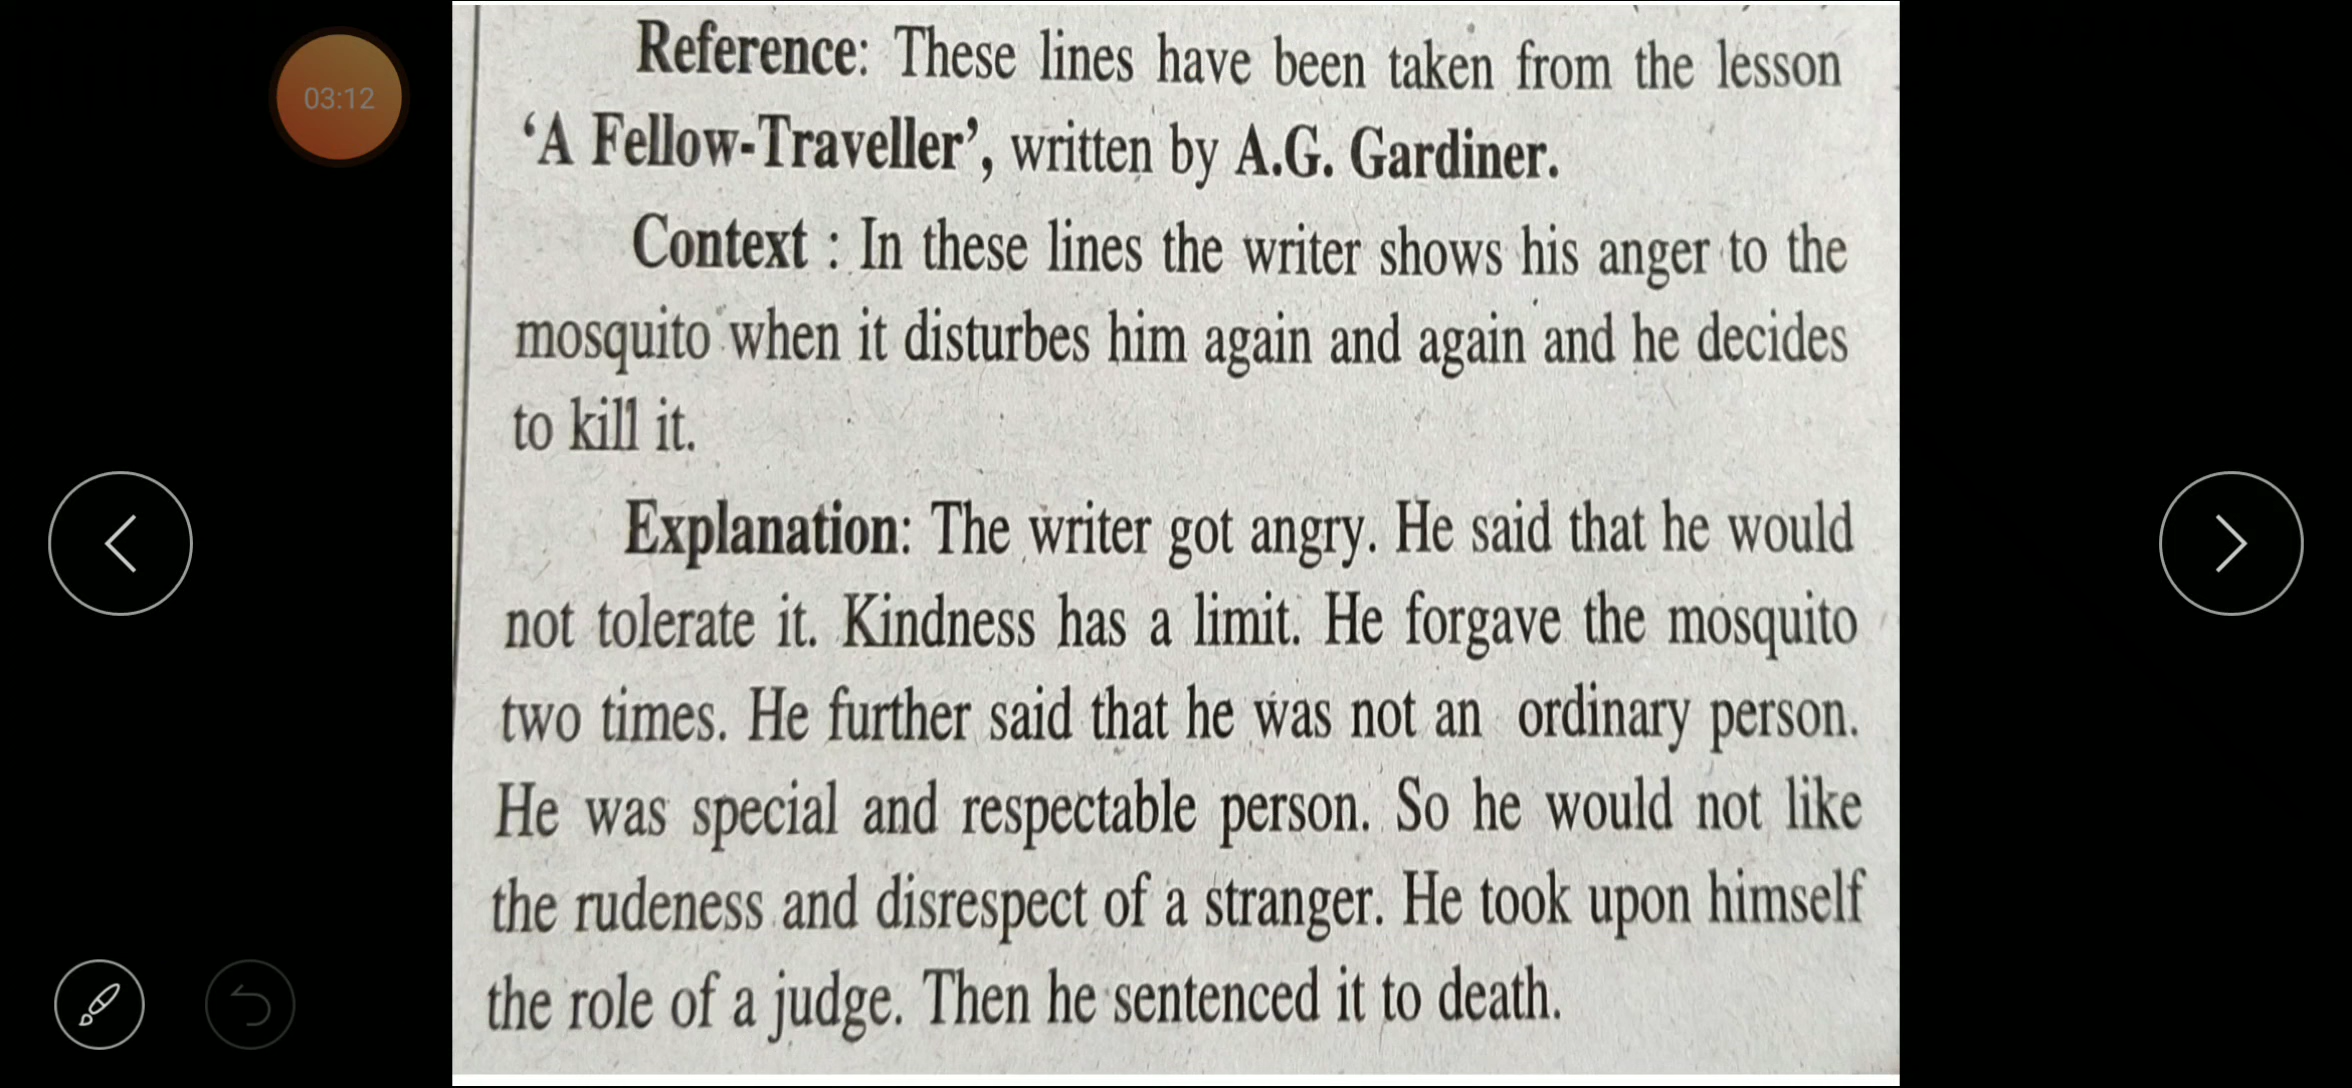 03:12
Reference: These lines have been taken from the lesson
‘A Fellow-Traveller’, written by A.G. Gardiner.
Context : In these lines the writer shows his anger to the
mosquito when it disturbes him again and again and he decides
to kill it.
Explanation: The writer got angry. He said that he would
not tolerate it. Kindness has a limit. He forgave the mosquito
two times. He further said that he was not an ordinary person.
He was special and respectable person. So he would not like
the rudeness and disrespect of a stranger. He took upon himself
the role of a judge. Then he sentenced it to death.